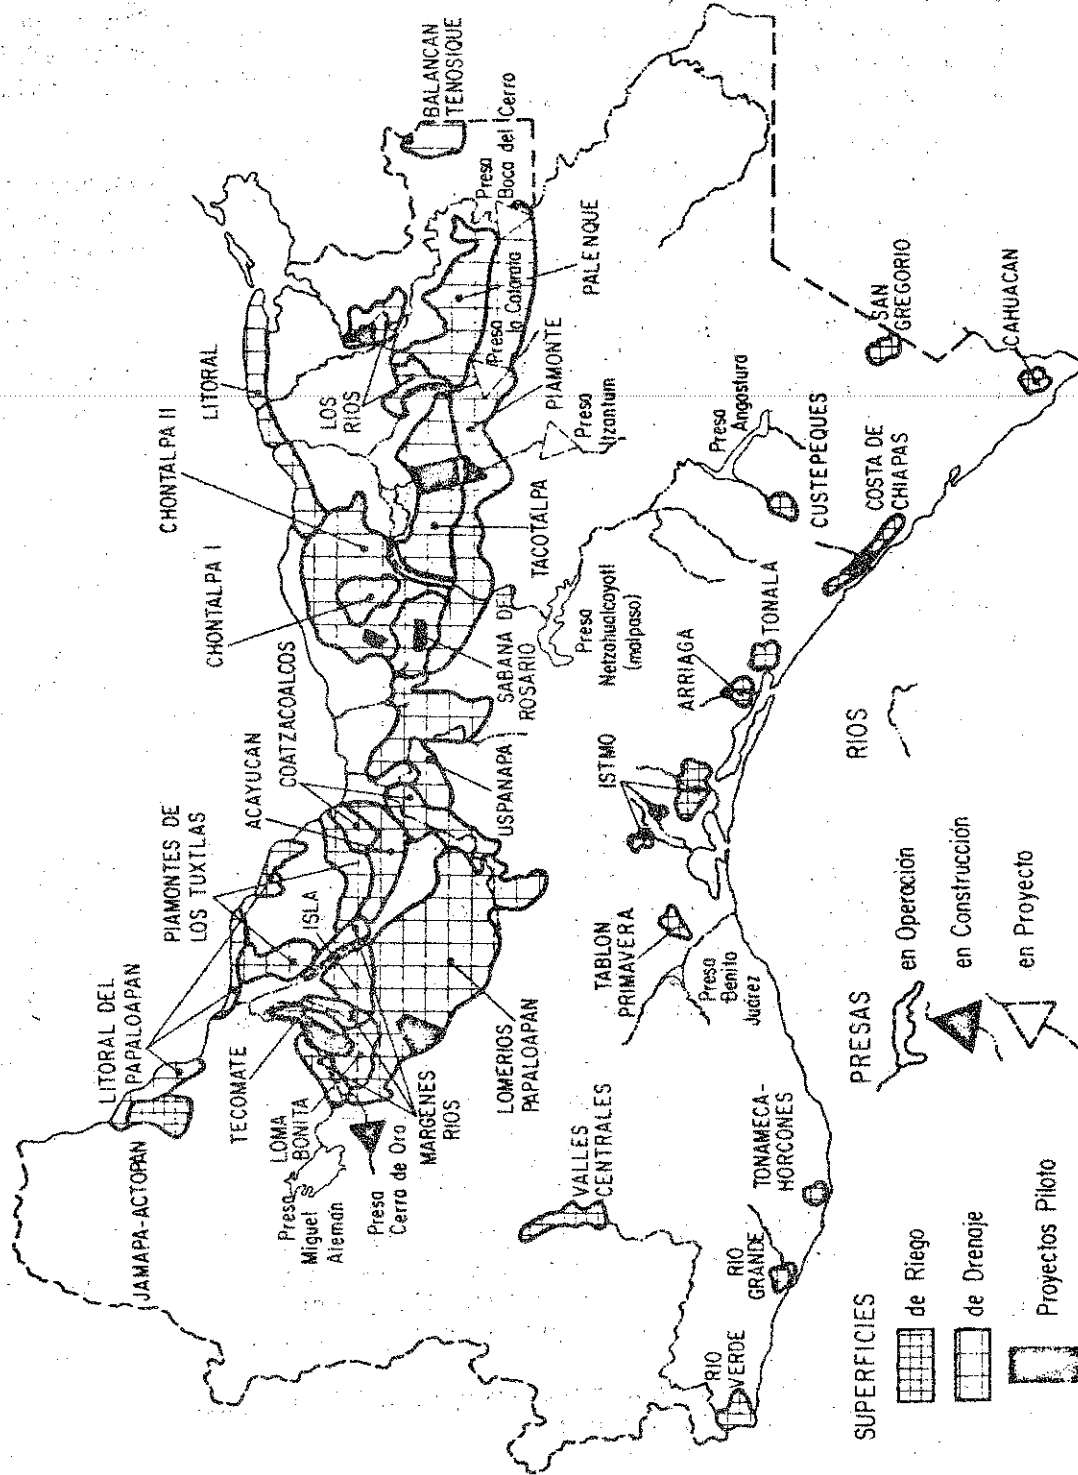 JAMAPA-ACTOPAN
LITORAL DEL
PAPALOAPAN
PIAMONTES DE
LOS TUXTLAS
ACAYUCAN
COATZACOALCOS
CHONTALPA I
CHONTALPA II
LITORAL
BALANCAN
TENOSIQUE
TECOMATE
ISLA
LOS
RIOS
Presa
Boca del Cerro
LOMA
BONITA
Presa
Miguel
Alemán
Presa
Cerro de Oro
MARGENES
RIOS
LOMERIOS
PAPALOAPAN
USPANAPA
SABANA DEL
ROSARIO
TACOTALPA
Presa
Itzantum
PIAMONTE
Presa
la Catarata
PALENQUE
VALLES
CENTRALES
TABLON
PRIMAVERA
Presa
Benito
Juárez
ISTMO
Presa
Netzahualcoyotl
(malpaso)
ARRIAGA
TONALA
Presa
Angostura
CUSTEPEQUES
COSTA DE
CHIAPAS
SAN
GREGORIO
CAHUACAN
RIO
VERDE
RIO
GRANDE
TONAMECA-
HORCONES
SUPERFICIES
de Riego
de Drenaje
Proyectos Piloto
PRESAS
en Operación
en Construcción
en Proyecto
RIOS